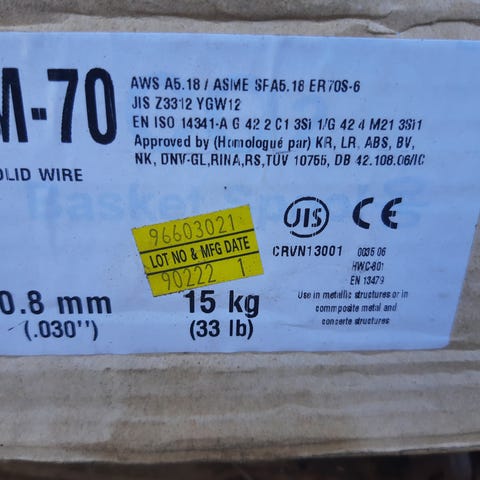 M-70
AWS A5.18 / ASME SFA5.18 ER70S-6
JIS Z3312 YGW12
EN ISO 14341-A G 42 2 C1 3Si 1/G 42 4 M21 3Si1
Approved by (Homologué par) KR, LR, ABS, BV,
NK, DNV-GL,RINA,RS,TÜV 10755, DB 42.108.06/IC
OLID WIRE
Basket Spool
96603021
LOT NO & MFG DATE
90222 1
JIS CE
CRVN13001
0035 06
HWC-801
EN 13479
0.8 mm
(.030")
15 kg
(33 lb)
Use in metallic structures or in
commposite metal and
concerte structures